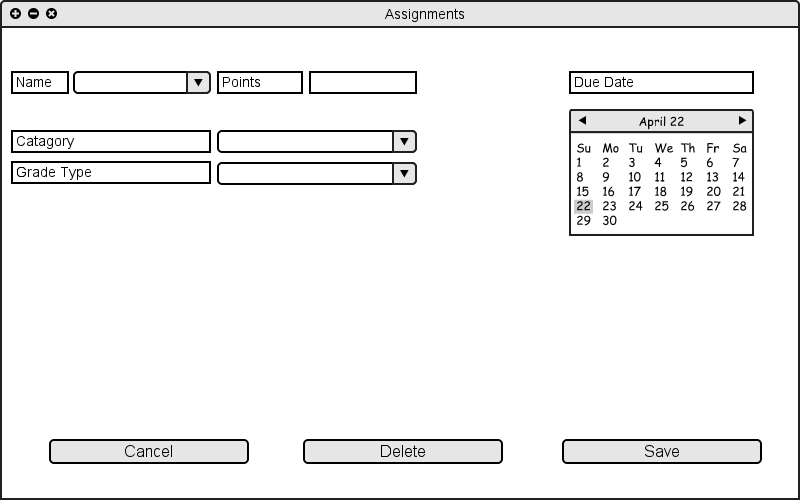 Assignments
Name Points Due Date
April 22
Catagory
Grade Type
Su Mo Tu We Th Fr Sa
1 2 3 4 5 6 7
8 9 10 11 12 13 14
15 16 17 18 19 20 21
22 23 24 25 26 27 28
29 30
Cancel Delete Save